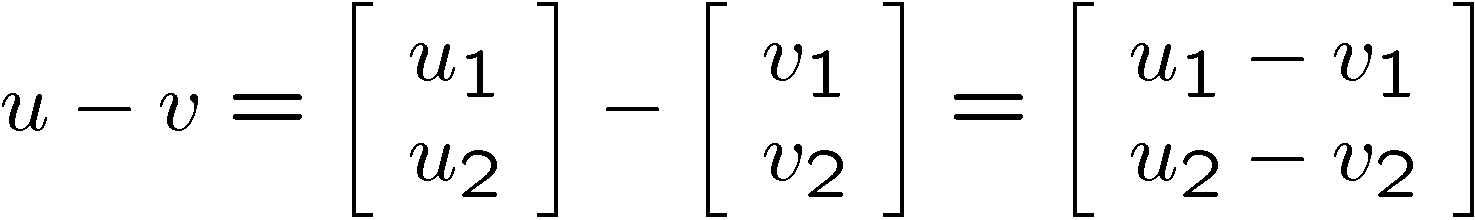 u − v = [ u₁ u₂ ] − [ v₁ v₂ ] = [ u₁ − v₁ u₂ − v₂ ]